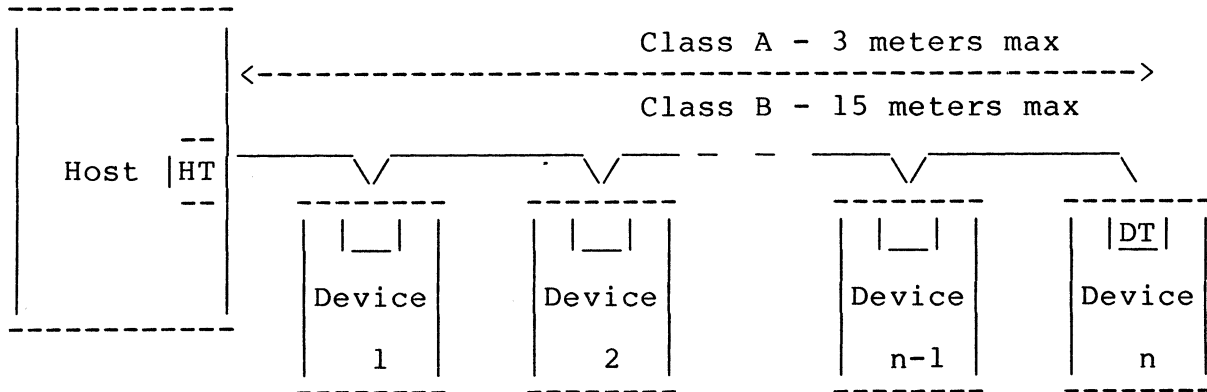 Class A - 3 meters max
Class B - 15 meters max
Host |HT
|DT|
Device Device Device Device
1 2 n-1 n